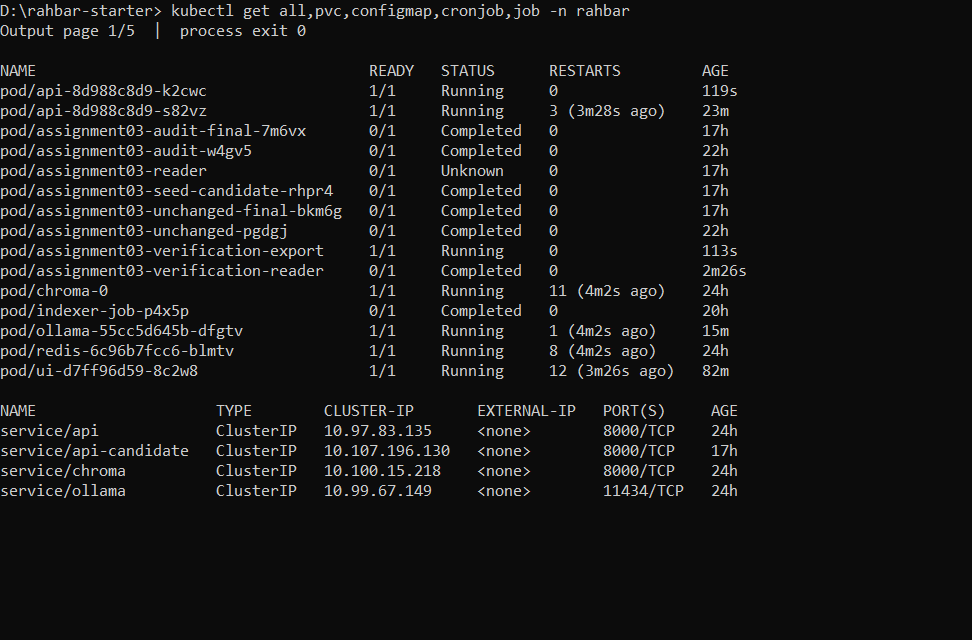 D:\rahbar-starter> kubectl get all,pvc,configmap,cronjob,job -n rahbar
Output page 1/5  |  process exit 0
NAME                                     READY   STATUS      RESTARTS         AGE
pod/api-8d988c8d9-k2cwc                  1/1     Running     0                119s
pod/api-8d988c8d9-s82vz                  1/1     Running     3 (3m28s ago)    23m
pod/assignment03-audit-final-7m6vx       0/1     Completed   0                17h
pod/assignment03-audit-w4gv5             0/1     Completed   0                22h
pod/assignment03-reader                  0/1     Unknown     0                17h
pod/assignment03-seed-candidate-rhpr4    0/1     Completed   0                17h
pod/assignment03-unchanged-final-bkm6g   0/1     Completed   0                17h
pod/assignment03-unchanged-pgdgj         0/1     Completed   0                22h
pod/assignment03-verification-export     1/1     Running     0                113s
pod/assignment03-verification-reader     0/1     Completed   0                2m26s
pod/chroma-0                             1/1     Running     11 (4m2s ago)    24h
pod/indexer-job-p4x5p                    0/1     Completed   0                20h
pod/ollama-55cc5d645b-dfgtv              1/1     Running     1 (4m2s ago)     15m
pod/redis-6c96b7fcc6-blmtv               1/1     Running     8 (4m2s ago)     24h
pod/ui-d7ff96d59-8c2w8                   1/1     Running     12 (3m26s ago)   82m
NAME                    TYPE        CLUSTER-IP       EXTERNAL-IP   PORT(S)     AGE
service/api             ClusterIP   10.97.83.135     <none>        8000/TCP    24h
service/api-candidate   ClusterIP   10.107.196.130   <none>        8000/TCP    17h
service/chroma          ClusterIP   10.100.15.218    <none>        8000/TCP    24h
service/ollama          ClusterIP   10.99.67.149     <none>        11434/TCP   24h